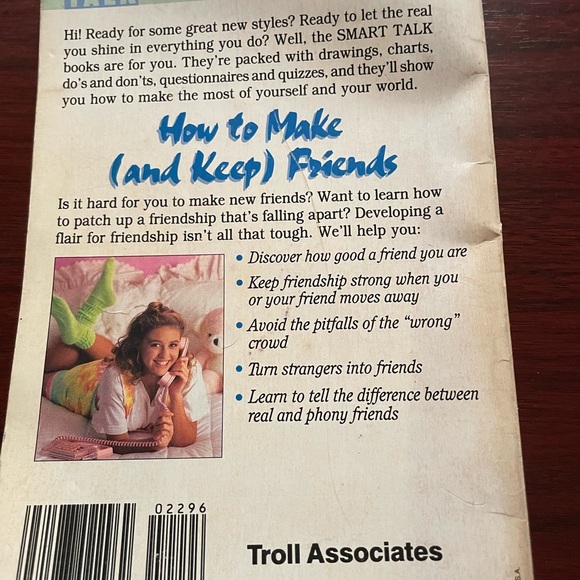 TALK
Hi! Ready for some great new styles? Ready to let the real
you shine in everything you do? Well, the SMART TALK
books are for you. They're packed with drawings, charts,
do's and don'ts, questionnaires and quizzes, and they'll show
you how to make the most of yourself and your world.
How to Make
(and Keep) Friends
Is it hard for you to make new friends? Want to learn how
to patch up a friendship that's falling apart? Developing a
flair for friendship isn't all that tough. We'll help you:
• Discover how good a friend you are
• Keep friendship strong when you
or your friend moves away
• Avoid the pitfalls of the "wrong"
crowd
• Turn strangers into friends
• Learn to tell the difference between
real and phony friends
02296
Troll Associates